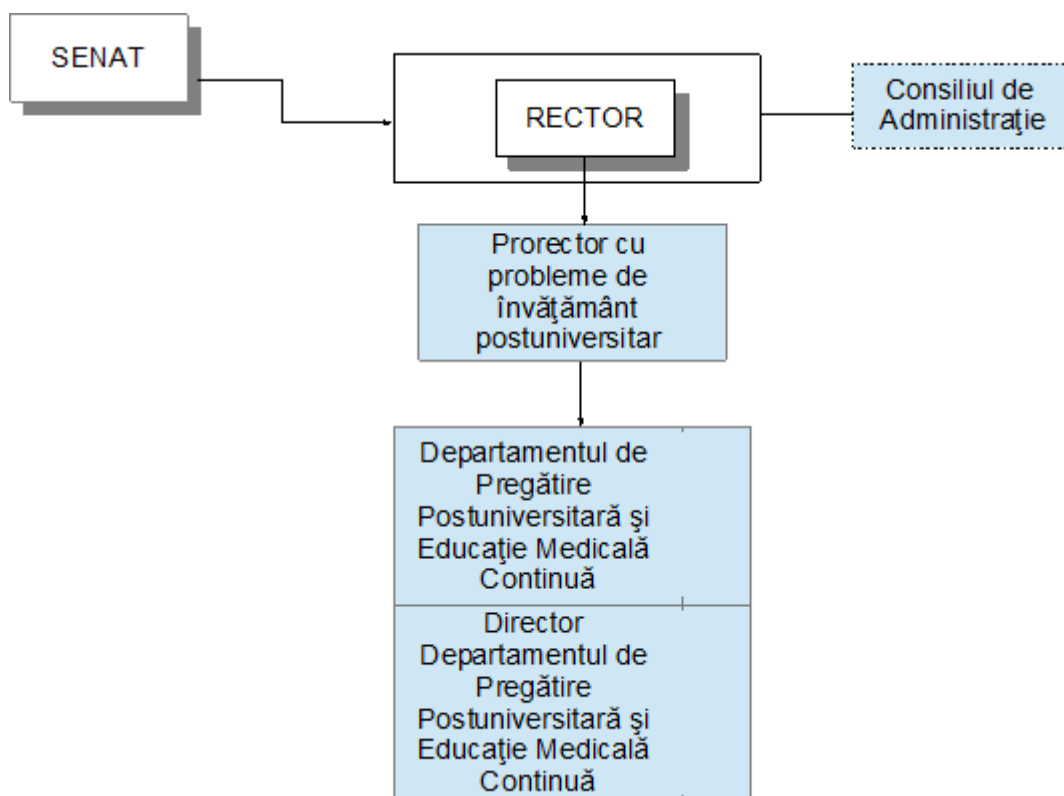 SENAT
RECTOR
Consiliul de
Administraţie
Prorector cu
probleme de
învăţământ
postuniversitar
Departamentul de
Pregătire
Postuniversitară şi
Educaţie Medicală
Continuă
Director
Departamentul de
Pregătire
Postuniversitară şi
Educaţie Medicală
Continuă